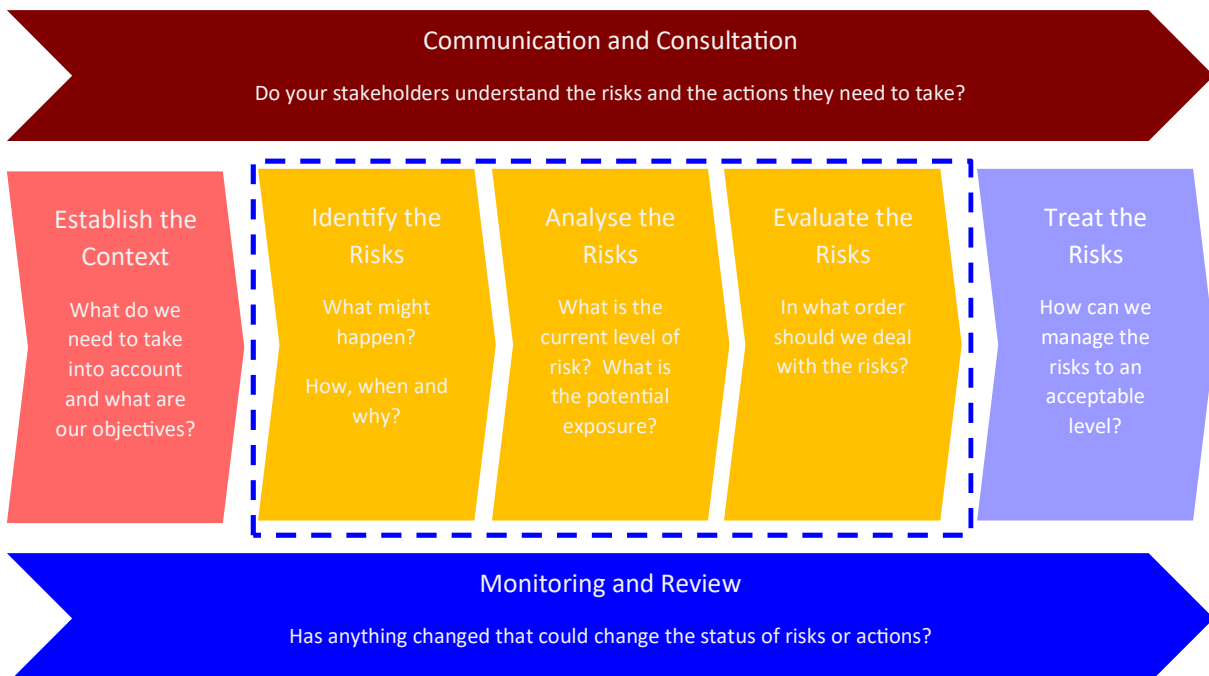 Communication and Consultation
Do your stakeholders understand the risks and the actions they need to take?
Establish the
Context
What do we
need to take
into account
and what are
our objectives?
Identify the
Risks
What might
happen?
How, when and
why?
Analyse the
Risks
What is the
current level of
risk?  What is
the potential
exposure?
Evaluate the
Risks
In what order
should we deal
with the risks?
Treat the
Risks
How can we
manage the
risks to an
acceptable
level?
Monitoring and Review
Has anything changed that could change the status of risks or actions?